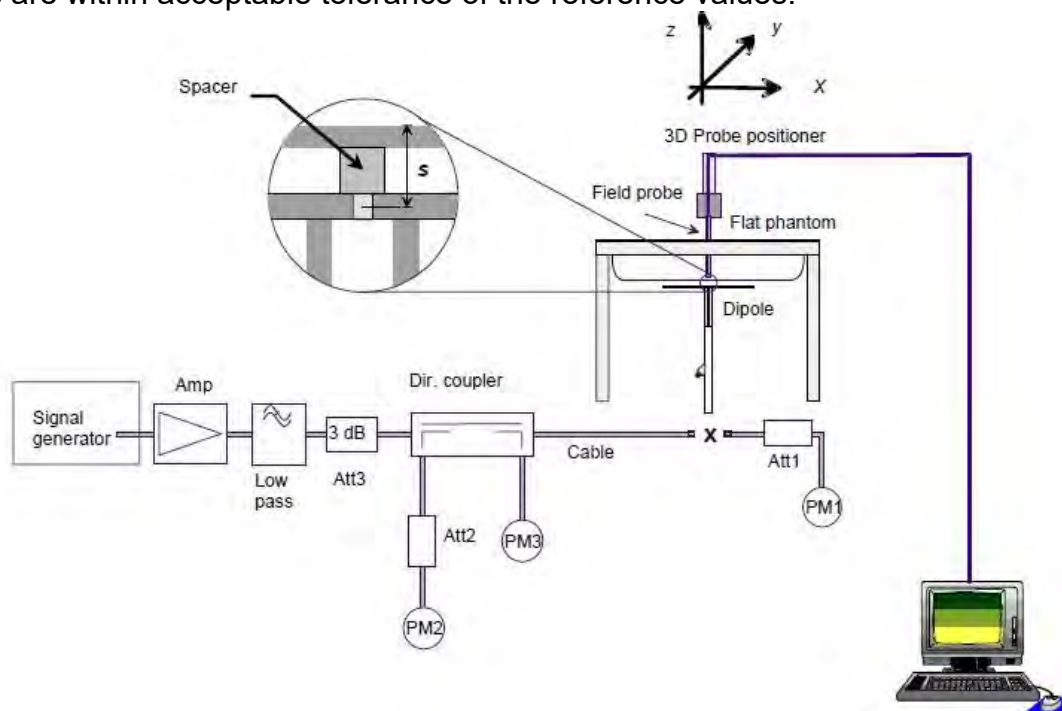 are within acceptable tolerance of the reference values.
z
y
X
Spacer
s
3D Probe positioner
Field probe
Flat phantom
Dipole
Signal
generator
Amp
Low
pass
3 dB
Att3
Dir. coupler
Cable
x
Att1
PM1
Att2
PM3
PM2